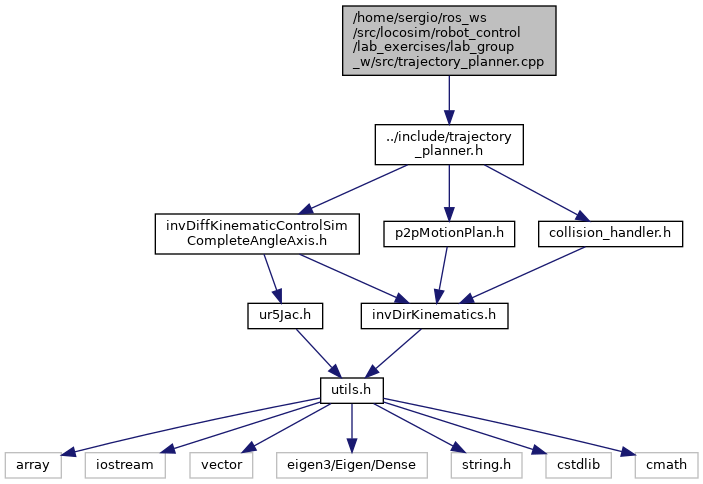 /home/sergio/ros_ws
/src/locosim/robot_control
/lab_exercises/lab_group
_w/src/trajectory_planner.cpp
../include/trajectory
_planner.h
invDiffKinematicControlSim
CompleteAngleAxis.h
p2pMotionPlan.h
collision_handler.h
ur5Jac.h
invDirKinematics.h
utils.h
array
iostream
vector
eigen3/Eigen/Dense
string.h
cstdlib
cmath